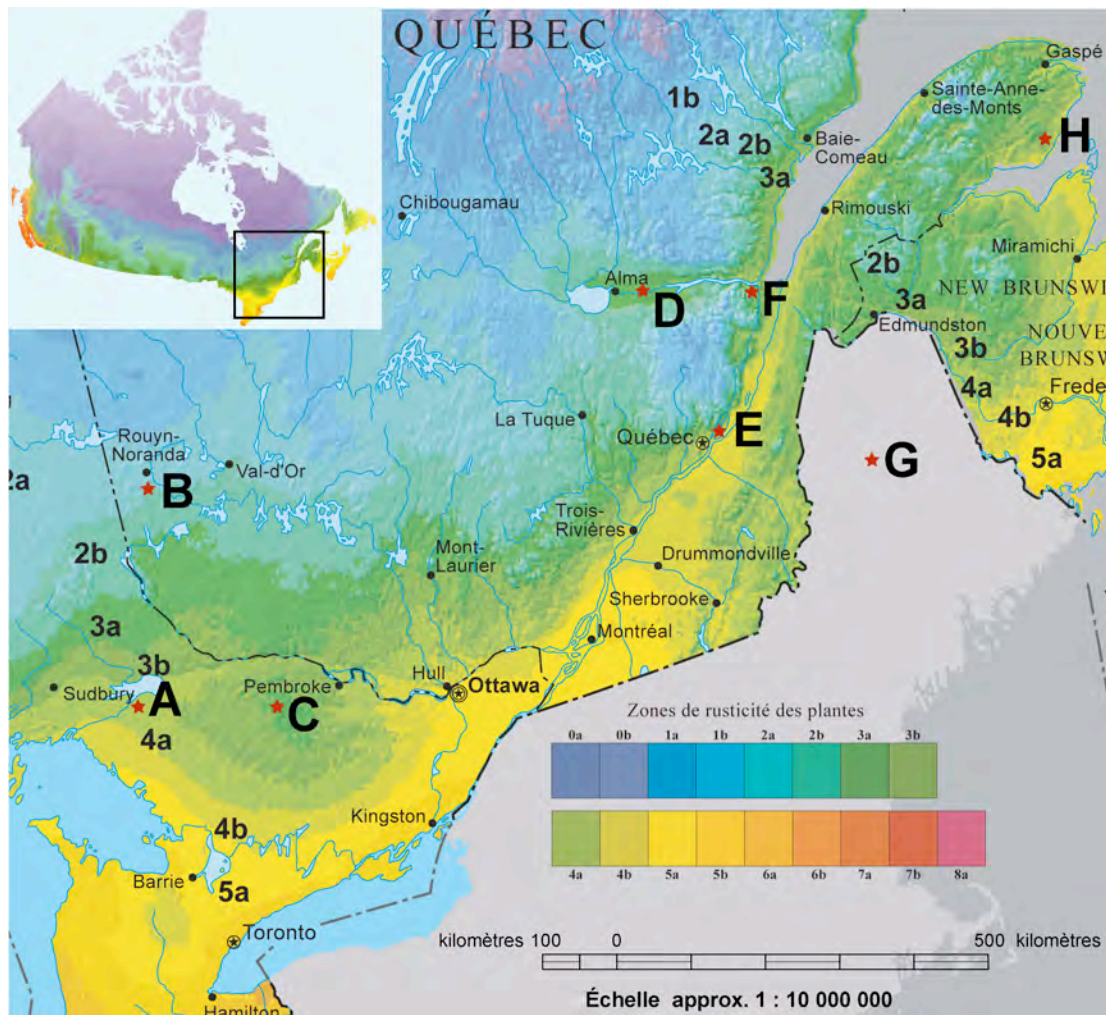 QUÉBEC
Gaspé
Sainte-Anne-
des-Monts
1b
2a
2b
3a
Baie-
Comeau
H
Chibougamau
Rimouski
Miramichi
2b
NEW BRUNSWI
Alma
D
F
3a
Edmundston
NOUVE
BRUNSW
3b
4a
Frede
4b
La Tuque
Québec
E
Rouyn-
Noranda
Val-d'Or
B
2a
G
5a
Trois-
Rivières
2b
Mont-
Laurier
Drummondville
Sherbrooke
3a
Montréal
3b
Sudbury
A
Pembroke
C
Hull
Ottawa
4a
Zones de rusticité des plantes
0a 0b 1a 1b 2a 2b 3a 3b
4a 4b 5a 5b 6a 6b 7a 7b 8a
Kingston
4b
Barrie
5a
Toronto
kilomètres 100 0 500 kilomètres
Échelle approx. 1 : 10 000 000
Hamilton